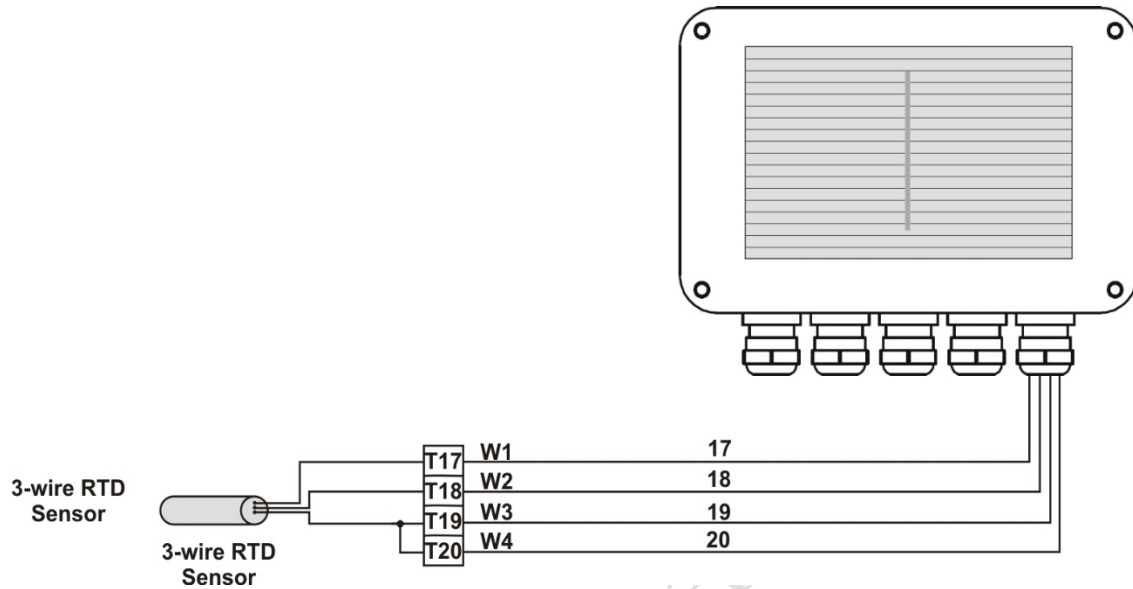 W1
17
T17
W2
18
3-wire RTD
Sensor
T18
W3
19
T19
W4
20
T20
3-wire RTD
Sensor